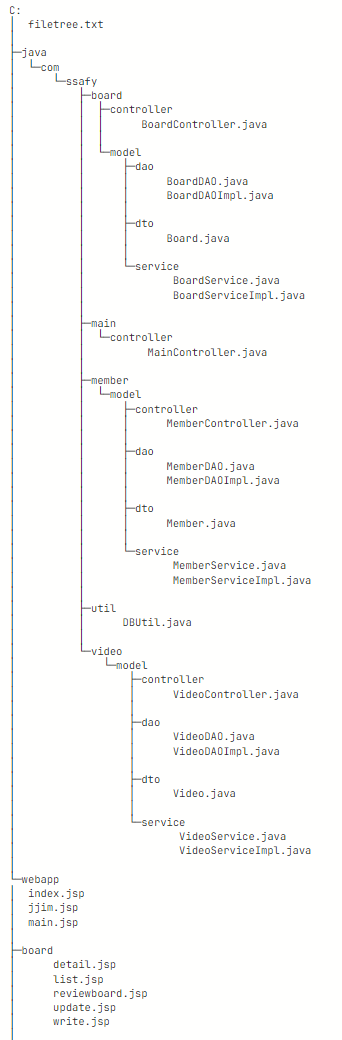 C:
filetree.txt
java
com
ssafy
board
controller
BoardController.java
model
dao
BoardDAO.java
BoardDAOImpl.java
dto
Board.java
service
BoardService.java
BoardServiceImpl.java
main
controller
MainController.java
member
model
controller
MemberController.java
dao
MemberDAO.java
MemberDAOImpl.java
dto
Member.java
service
MemberService.java
MemberServiceImpl.java
util
DBUtil.java
video
model
controller
VideoController.java
dao
VideoDAO.java
VideoDAOImpl.java
dto
Video.java
service
VideoService.java
VideoServiceImpl.java
webapp
index.jsp
jjim.jsp
main.jsp
board
detail.jsp
list.jsp
reviewboard.jsp
update.jsp
write.jsp